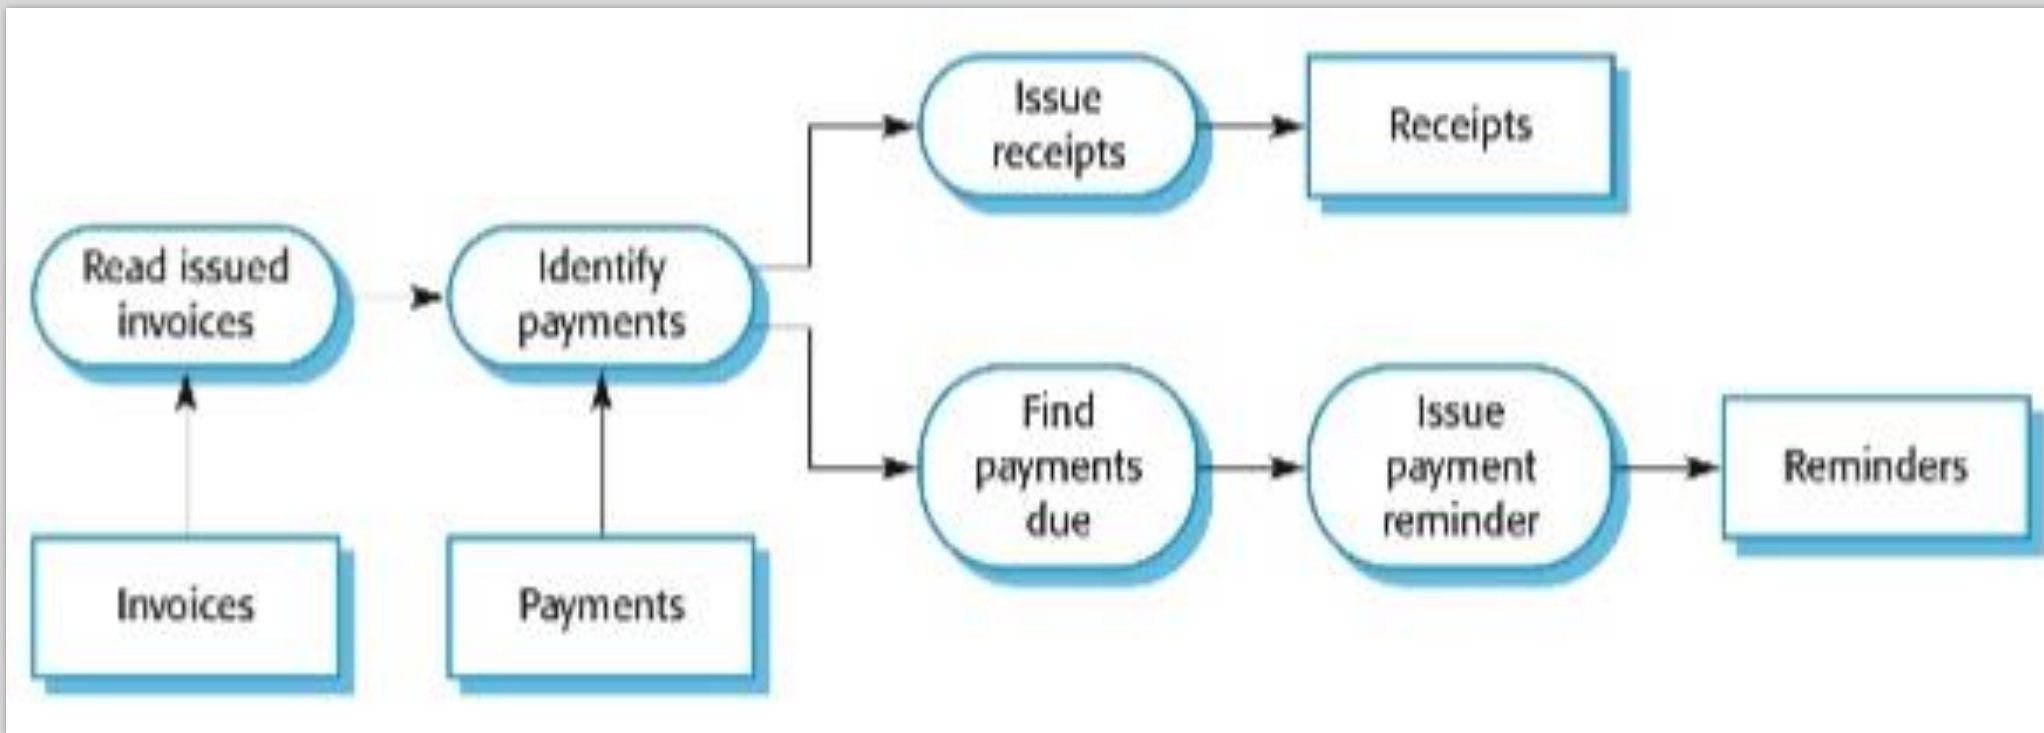 Issue
receipts
Receipts
Read issued
invoices
Identify
payments
Find
payments
due
Issue
payment
reminder
Reminders
Invoices
Payments